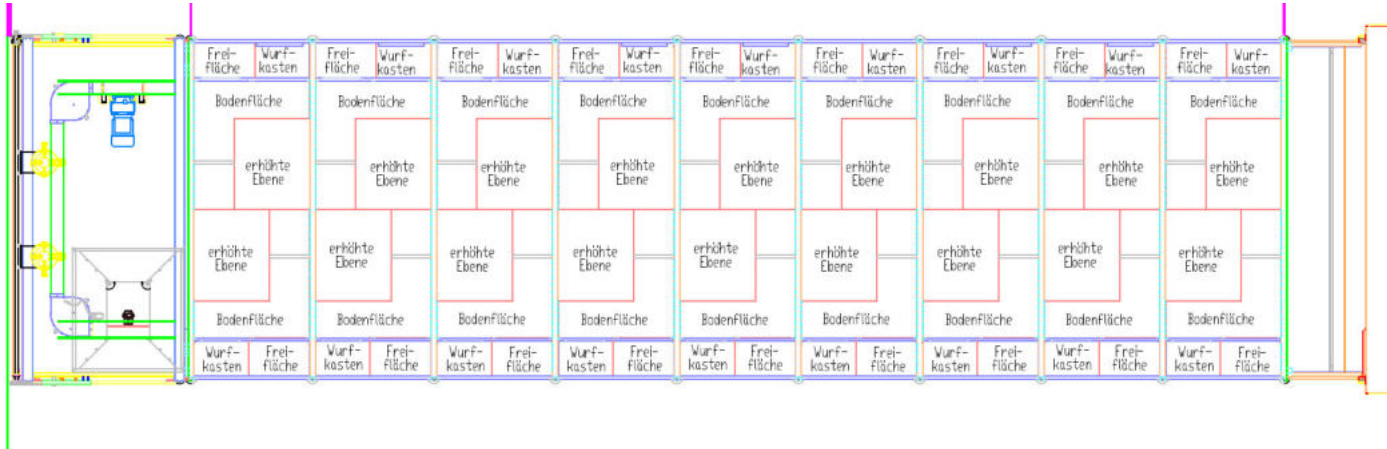 Frei-
fläche
Wurf-
kasten
Frei-
fläche
Wurf-
kasten
Frei-
fläche
Wurf-
kasten
Frei-
fläche
Wurf-
kasten
Frei-
fläche
Wurf-
kasten
Frei-
fläche
Wurf-
kasten
Frei-
fläche
Wurf-
kasten
Frei-
fläche
Wurf-
kasten
Frei-
fläche
Wurf-
kasten
Bodenfläche
Bodenfläche
Bodenfläche
Bodenfläche
Bodenfläche
Bodenfläche
Bodenfläche
Bodenfläche
Bodenfläche
erhöhte
Ebene
erhöhte
Ebene
erhöhte
Ebene
erhöhte
Ebene
erhöhte
Ebene
erhöhte
Ebene
erhöhte
Ebene
erhöhte
Ebene
erhöhte
Ebene
erhöhte
Ebene
erhöhte
Ebene
erhöhte
Ebene
erhöhte
Ebene
erhöhte
Ebene
erhöhte
Ebene
erhöhte
Ebene
erhöhte
Ebene
erhöhte
Ebene
Bodenfläche
Bodenfläche
Bodenfläche
Bodenfläche
Bodenfläche
Bodenfläche
Bodenfläche
Bodenfläche
Bodenfläche
Wurf-
kasten
Frei-
fläche
Wurf-
kasten
Frei-
fläche
Wurf-
kasten
Frei-
fläche
Wurf-
kasten
Frei-
fläche
Wurf-
kasten
Frei-
fläche
Wurf-
kasten
Frei-
fläche
Wurf-
kasten
Frei-
fläche
Wurf-
kasten
Frei-
fläche
Wurf-
kasten
Frei-
fläche